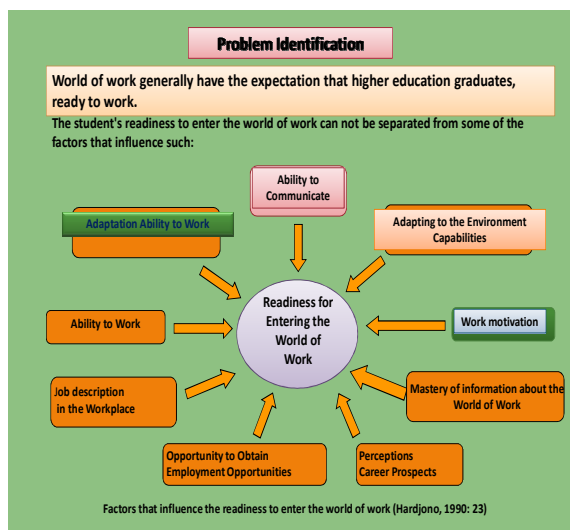 Problem Identification
World of work generally have the expectation that higher education graduates,
ready to work.
The student's readiness to enter the world of work can not be separated from some of the
factors that influence such:
Ability to
Communicate
Adaptation Ability to Work
Adapting to the Environment
Capabilities
Readiness for
Entering the
World of
Work
Ability to Work
Work motivation
Job description
in the Workplace
Mastery of information about the
World of Work
Opportunity to Obtain
Employment Opportunities
Perceptions
Career Prospects
Factors that influence the readiness to enter the world of work (Hardjono, 1990: 23)